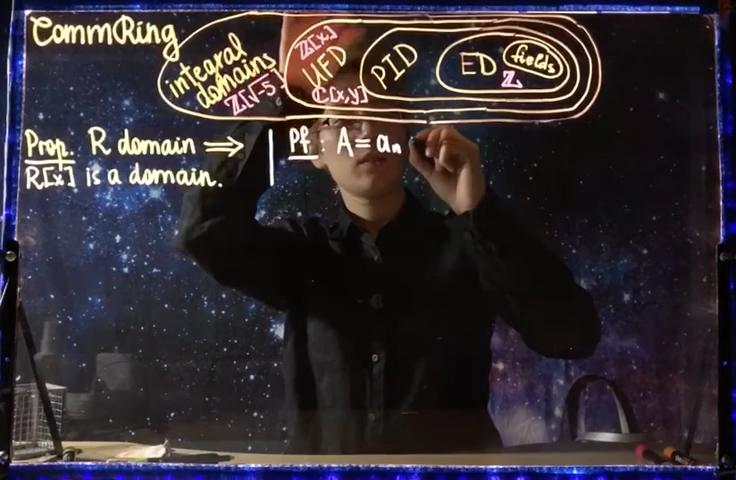 CommRing
integral domains
ℤ[√-5]
ℤ[x]
UFD
ℂ[x,y]
PID
ED
fields
ℤ
Prop. R domain ⟹
R[x] is a domain.
Pf: A = aₙ